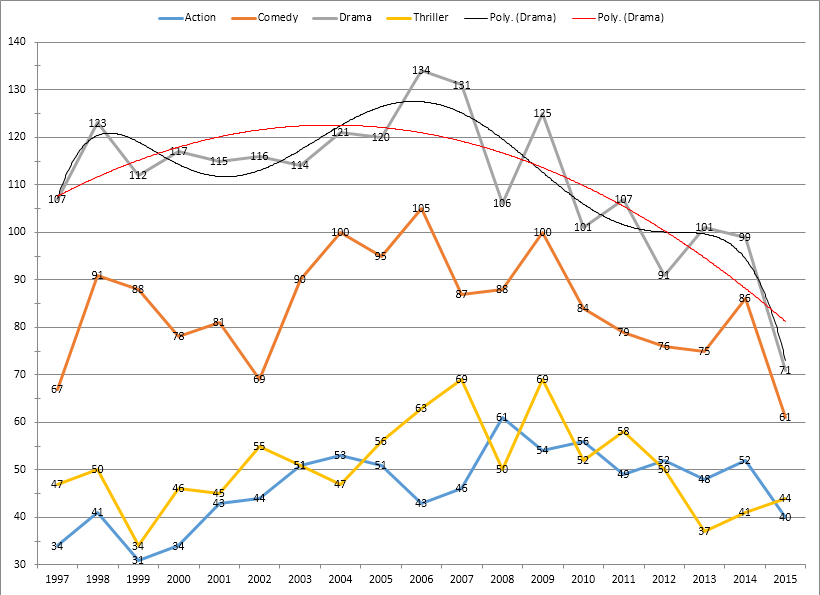 Action Comedy Drama Thriller Poly. (Drama) Poly. (Drama)
140
130
120
110
100
90
80
70
60
50
40
30
107 123 112 117 115 116 114 121 120 134 131 106 125 101 107 91 101 99 71
67 91 88 78 81 69 90 100 95 105 87 88 100 84 79 76 75 86 61
47 50 34 46 45 55 47 56 63 69 50 69 52 58 50 37 41 44
34 41 31 34 43 44 51 53 51 43 46 61 54 56 49 52 48 52 40
1997 1998 1999 2000 2001 2002 2003 2004 2005 2006 2007 2008 2009 2010 2011 2012 2013 2014 2015